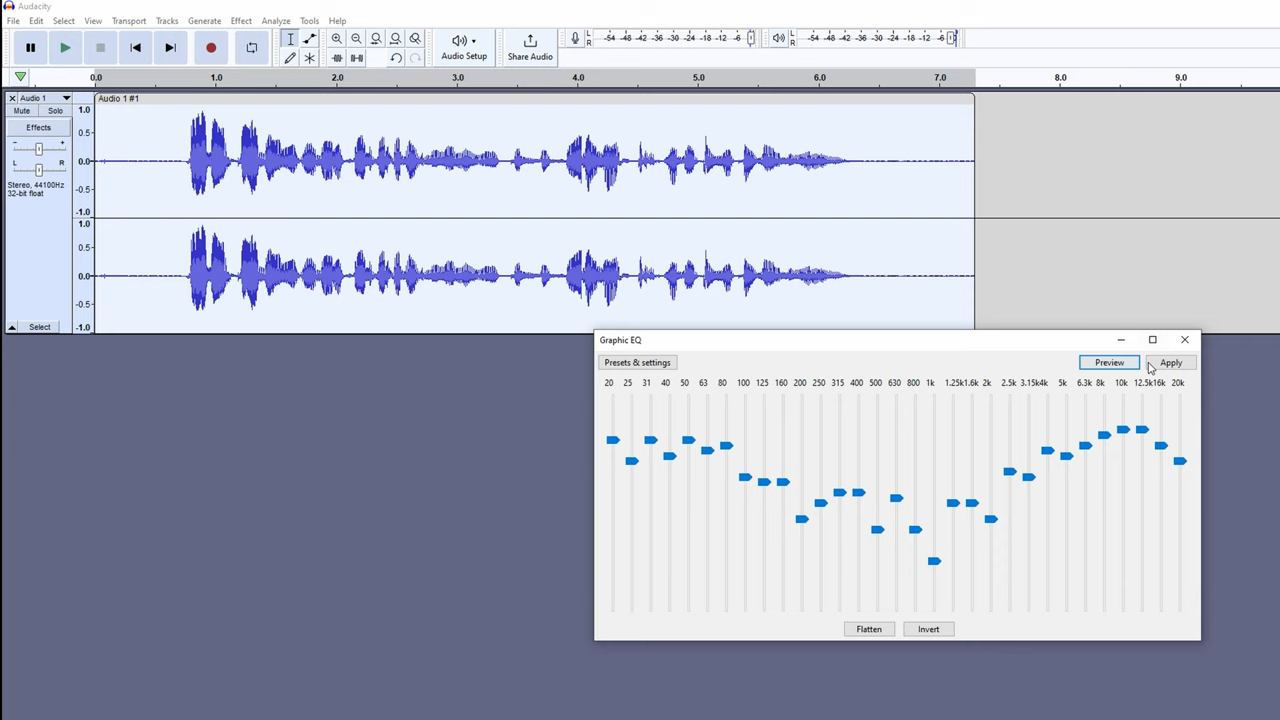 Audacity
File Edit Select View Transport Tracks Generate Effect Analyze Tools Help
Audio Setup
Share Audio
L
R
-54 -48 -42 -36 -30 -24 -18 -12 -6
L
R
-54 -48 -42 -36 -30 -24 -18 -12 -6
0.0 1.0 2.0 3.0 4.0 5.0 6.0 7.0 8.0 9.0
Audio 1
Audio 1 #1
Mute Solo
Effects
- +
L R
Stereo, 44100Hz
32-bit float
Select
1.0
0.5
0.0
-0.5
-1.0
1.0
0.5
0.0
-0.5
-1.0
Graphic EQ
Presets & settings
Preview Apply
20 25 31 40 50 63 80 100 125 160 200 250 315 400 500 630 800 1k 1.25k1.6k 2k 2.5k 3.15k4k 5k 6.3k 8k 10k 12.5k16k 20k
Flatten Invert